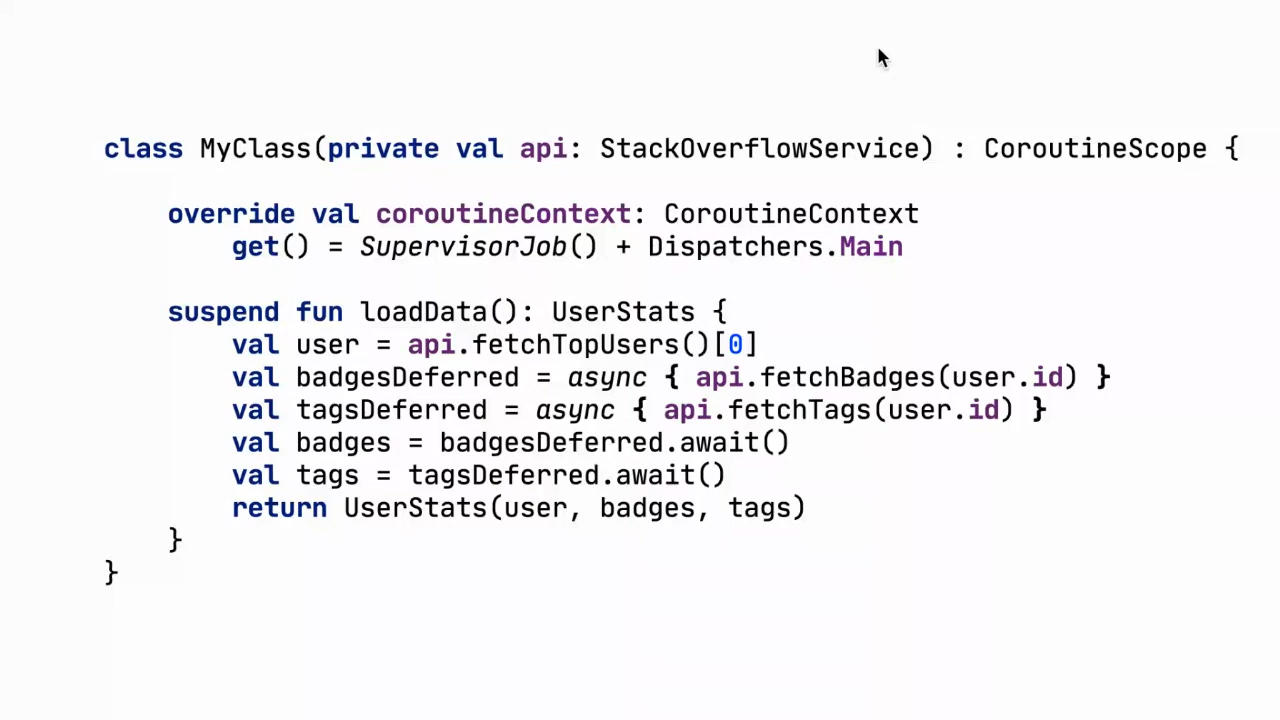 class MyClass(private val api: StackOverflowService) : CoroutineScope {
override val coroutineContext: CoroutineContext
get() = SupervisorJob() + Dispatchers.Main
suspend fun loadData(): UserStats {
val user = api.fetchTopUsers()[0]
val badgesDeferred = async { api.fetchBadges(user.id) }
val tagsDeferred = async { api.fetchTags(user.id) }
val badges = badgesDeferred.await()
val tags = tagsDeferred.await()
return UserStats(user, badges, tags)
}
}